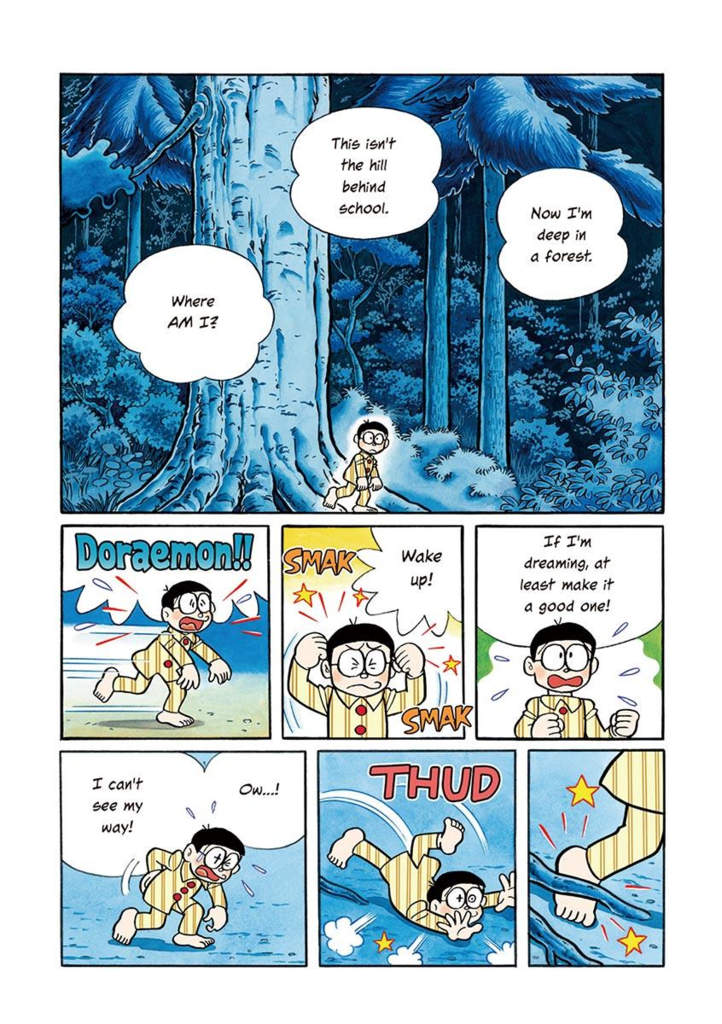 Now I'm
deep in
a forest.
This isn't
the hill
behind
school.
Where
AM I?
If I'm
dreaming, at
least make it
a good one!
Wake
up!
SMAK
SMAK
Doraemon!!
THUD
Ow...!
I can't
see my
way!